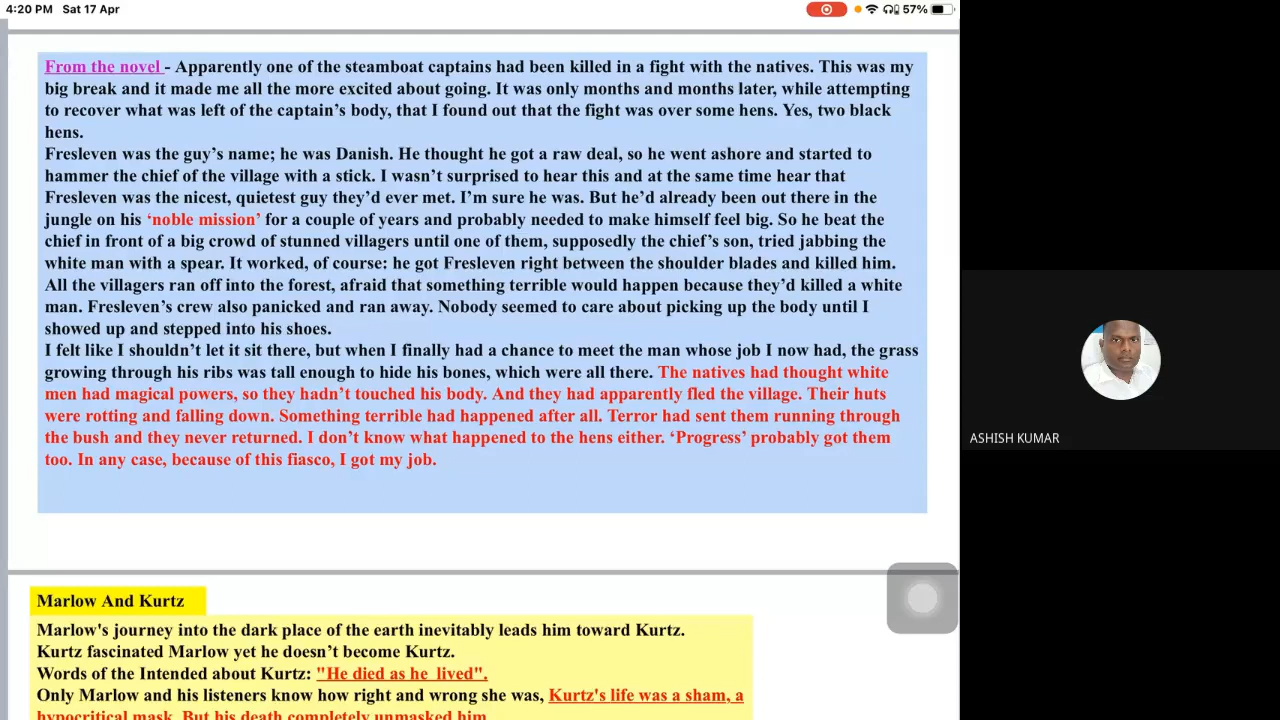 4:20 PM Sat 17 Apr
57%
From the novel - Apparently one of the steamboat captains had been killed in a fight with the natives. This was my
big break and it made me all the more excited about going. It was only months and months later, while attempting
to recover what was left of the captain's body, that I found out that the fight was over some hens. Yes, two black
hens.
Fresleven was the guy's name; he was Danish. He thought he got a raw deal, so he went ashore and started to
hammer the chief of the village with a stick. I wasn't surprised to hear this and at the same time hear that
Fresleven was the nicest, quietest guy they'd ever met. I'm sure he was. But he'd already been out there in the
jungle on his ‘noble mission’ for a couple of years and probably needed to make himself feel big. So he beat the
chief in front of a big crowd of stunned villagers until one of them, supposedly the chief's son, tried jabbing the
white man with a spear. It worked, of course: he got Fresleven right between the shoulder blades and killed him.
All the villagers ran off into the forest, afraid that something terrible would happen because they'd killed a white
man. Fresleven's crew also panicked and ran away. Nobody seemed to care about picking up the body until I
showed up and stepped into his shoes.
I felt like I shouldn't let it sit there, but when I finally had a chance to meet the man whose job I now had, the grass
growing through his ribs was tall enough to hide his bones, which were all there. The natives had thought white
men had magical powers, so they hadn't touched his body. And they had apparently fled the village. Their huts
were rotting and falling down. Something terrible had happened after all. Terror had sent them running through
the bush and they never returned. I don't know what happened to the hens either. ‘Progress’ probably got them
too. In any case, because of this fiasco, I got my job.
ASHISH KUMAR
Marlow And Kurtz
Marlow's journey into the dark place of the earth inevitably leads him toward Kurtz.
Kurtz fascinated Marlow yet he doesn't become Kurtz.
Words of the Intended about Kurtz: "He died as he lived".
Only Marlow and his listeners know how right and wrong she was, Kurtz's life was a sham, a
hypocritical mask. But his death completely unmasked him